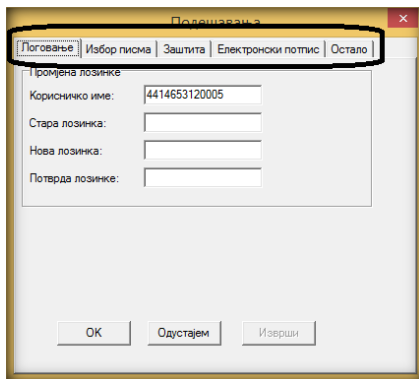 Подешавања
Логовање Избор писма Заштита Електронски потпис Остало
Промјена лозинке
Корисничко име: 4414653120005
Стара лозинка:
Нова лозинка:
Потврда лозинке:
OK Одустајем Изврши